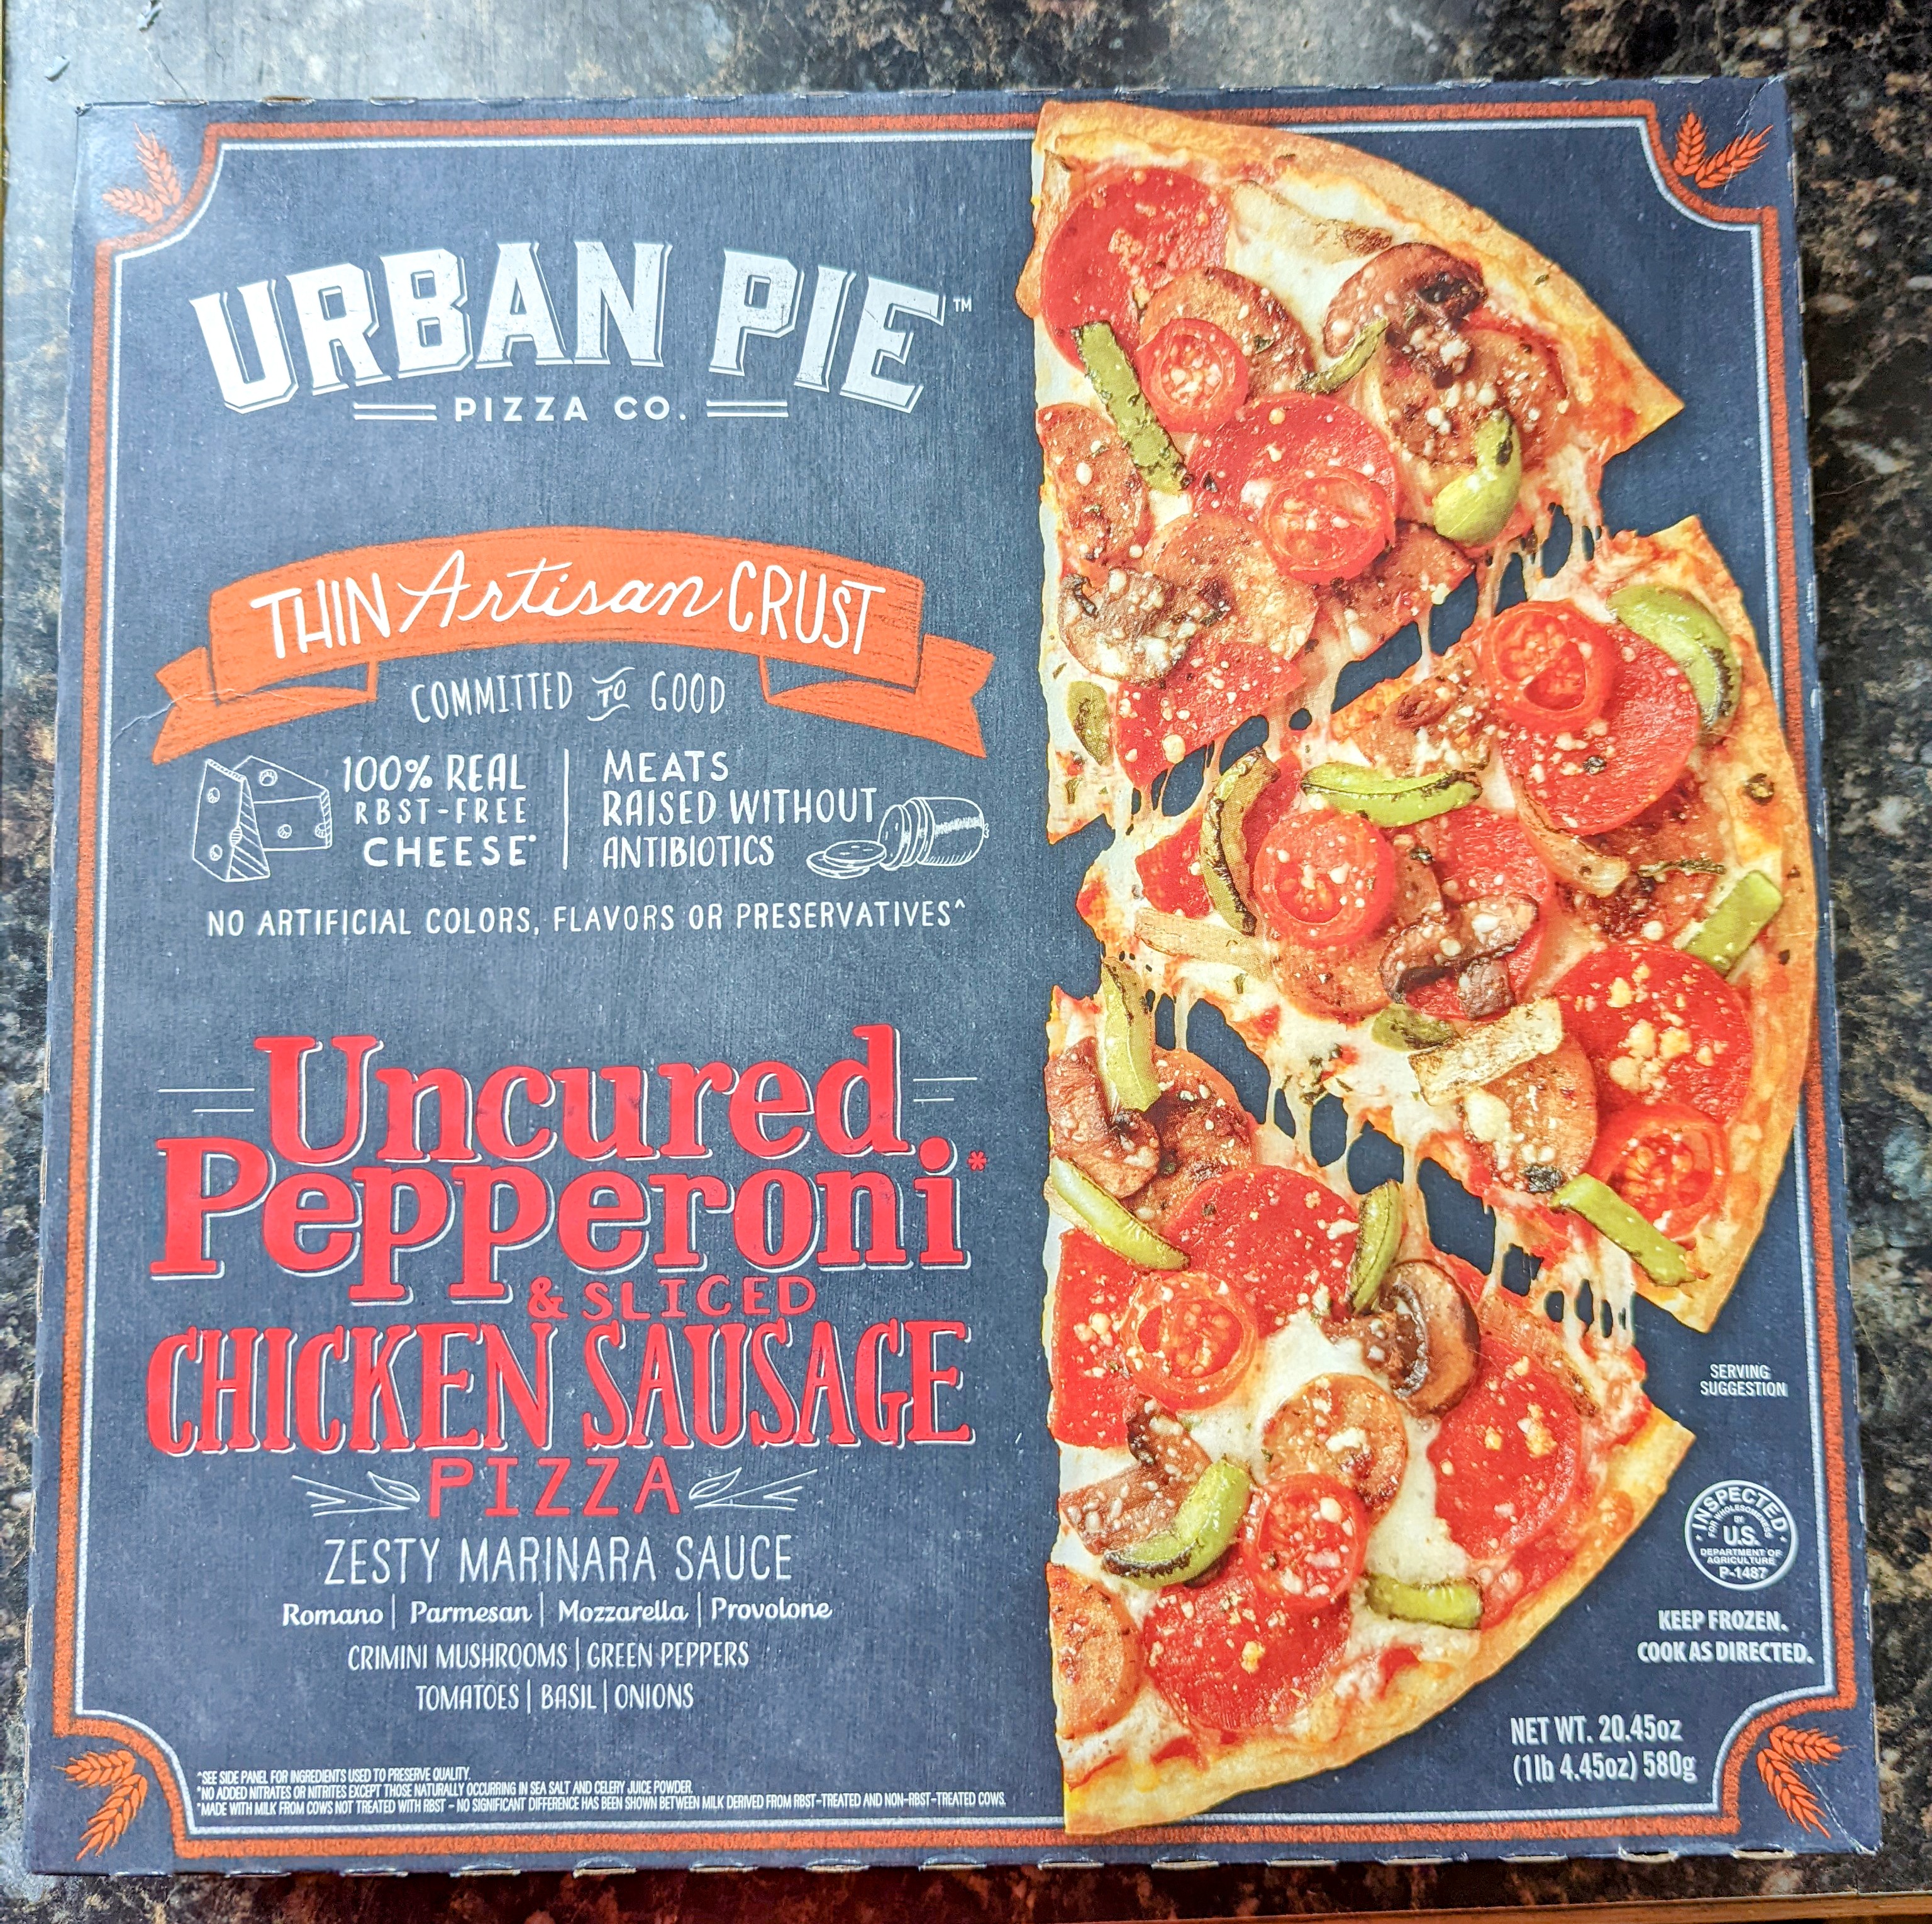 URBAN PIE™
PIZZA CO.
THIN Artisan CRUST
COMMITTED TO GOOD
100% REAL
RBST-FREE
CHEESE*
MEATS
RAISED WITHOUT
ANTIBIOTICS
NO ARTIFICIAL COLORS, FLAVORS OR PRESERVATIVES^
Uncured
Pepperoni*
& SLICED
CHICKEN SAUSAGE
PIZZA
ZESTY MARINARA SAUCE
Romano | Parmesan | Mozzarella | Provolone
CRIMINI MUSHROOMS | GREEN PEPPERS
TOMATOES | BASIL | ONIONS
^SEE SIDE PANEL FOR INGREDIENTS USED TO PRESERVE QUALITY.
*NO ADDED NITRATES OR NITRITES EXCEPT THOSE NATURALLY OCCURRING IN SEA SALT AND CELERY JUICE POWDER.
*MADE WITH MILK FROM COWS NOT TREATED WITH RBST - NO SIGNIFICANT DIFFERENCE HAS BEEN SHOWN BETWEEN MILK DERIVED FROM RBST-TREATED AND NON-RBST-TREATED COWS.
SERVING
SUGGESTION
INSPECTED
FOR WHOLESOMENESS
BY
U.S.
DEPARTMENT OF
AGRICULTURE
P-1487
KEEP FROZEN.
COOK AS DIRECTED.
NET WT. 20.45oz
(1lb 4.45oz) 580g